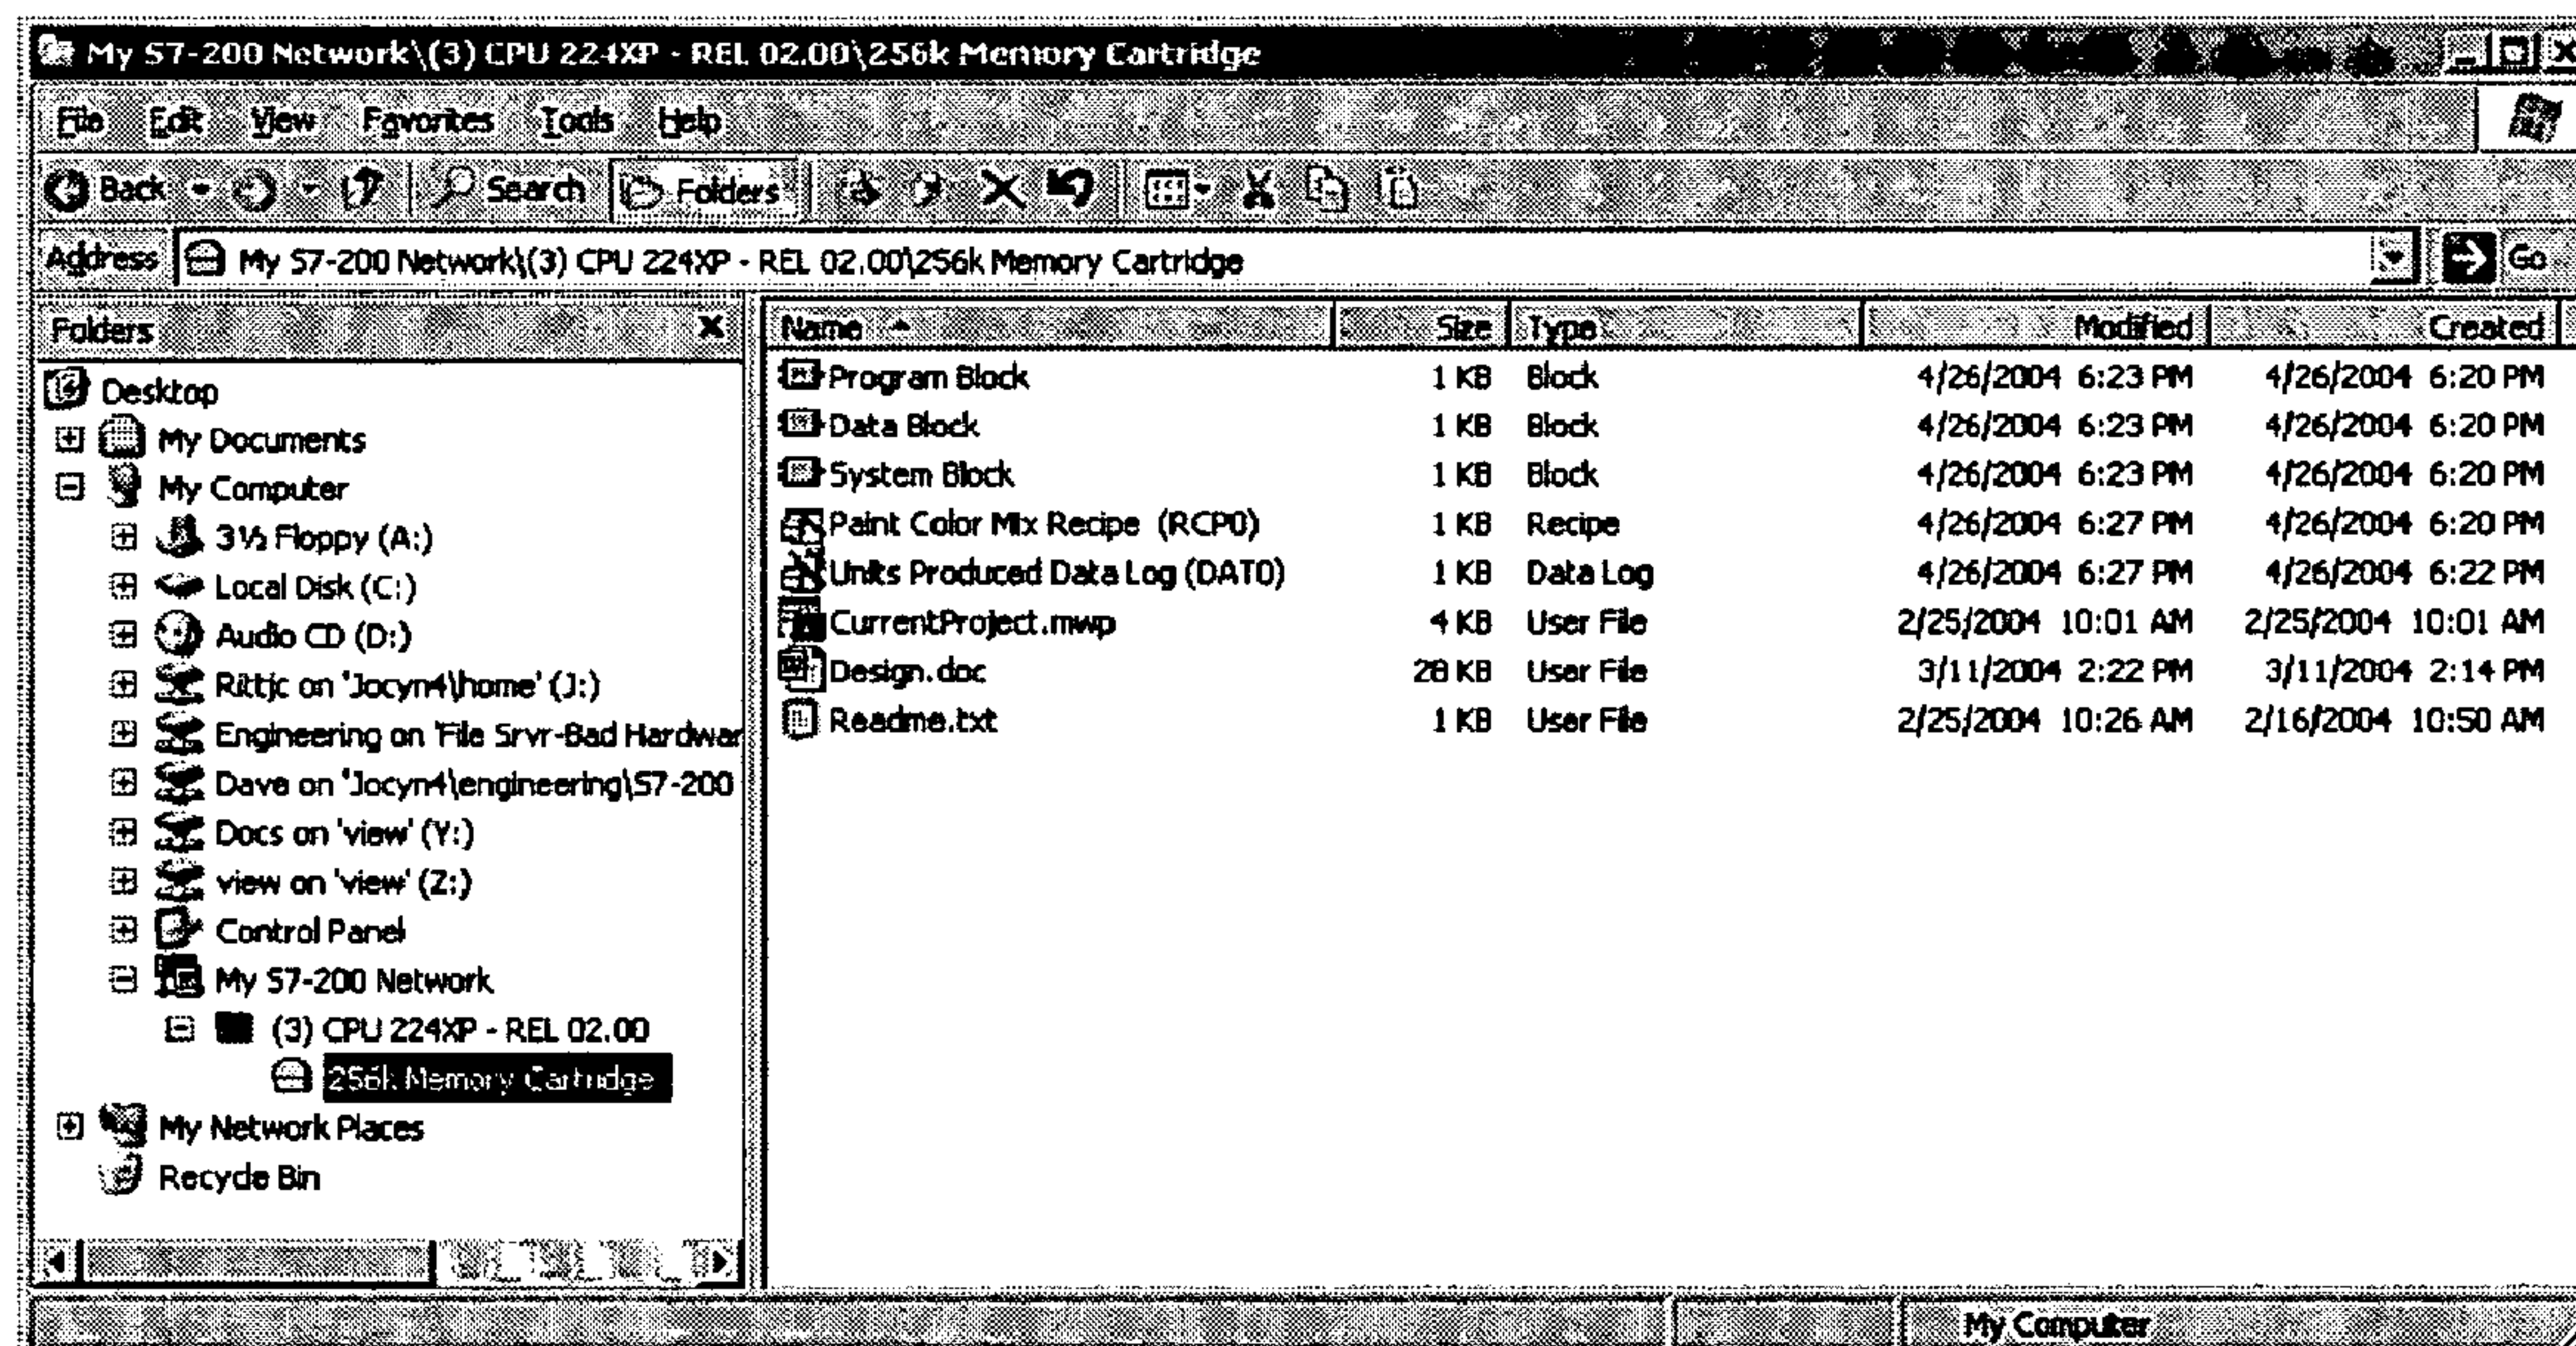 My S7-200 Network\(3) CPU 224XP - REL 02.00\256k Memory Cartridge
File Edit View Favorites Tools Help
Back Search Folders
Address My S7-200 Network\(3) CPU 224XP - REL 02.00\256k Memory Cartridge Go
Folders
Desktop
My Documents
My Computer
3½ Floppy (A:)
Local Disk (C:)
Audio CD (D:)
Rittjc on 'Jocyn4\home' (J:)
Engineering on 'File Srvr-Bad Hardwar
Dave on 'Jocyn4\engineering\S7-200
Docs on 'view' (Y:)
view on 'view' (Z:)
Control Panel
My S7-200 Network
(3) CPU 224XP - REL 02.00
256k Memory Cartridge
My Network Places
Recycle Bin
Name Size Type Modified Created
Program Block 1 KB Block 4/26/2004 6:23 PM 4/26/2004 6:20 PM
Data Block 1 KB Block 4/26/2004 6:23 PM 4/26/2004 6:20 PM
System Block 1 KB Block 4/26/2004 6:23 PM 4/26/2004 6:20 PM
Paint Color Mix Recipe (RCP0) 1 KB Recipe 4/26/2004 6:27 PM 4/26/2004 6:20 PM
Units Produced Data Log (DAT0) 1 KB Data Log 4/26/2004 6:27 PM 4/26/2004 6:22 PM
CurrentProject.mwp 4 KB User File 2/25/2004 10:01 AM 2/25/2004 10:01 AM
Design.doc 28 KB User File 3/11/2004 2:22 PM 3/11/2004 2:14 PM
Readme.txt 1 KB User File 2/25/2004 10:26 AM 2/16/2004 10:50 AM
My Computer